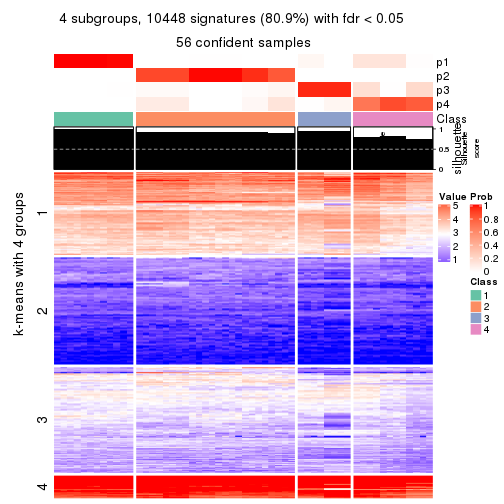 4 subgroups, 10448 signatures (80.9%) with fdr < 0.05
56 confident samples
p1
p2
p3
p4
Class
1
0.5
0
silhouette
Silhouette
score
k-means with 4 groups
1
2
3
4
Value
5
4
3
2
1
Prob
1
0.8
0.6
0.4
0.2
0
Class
1
2
3
4